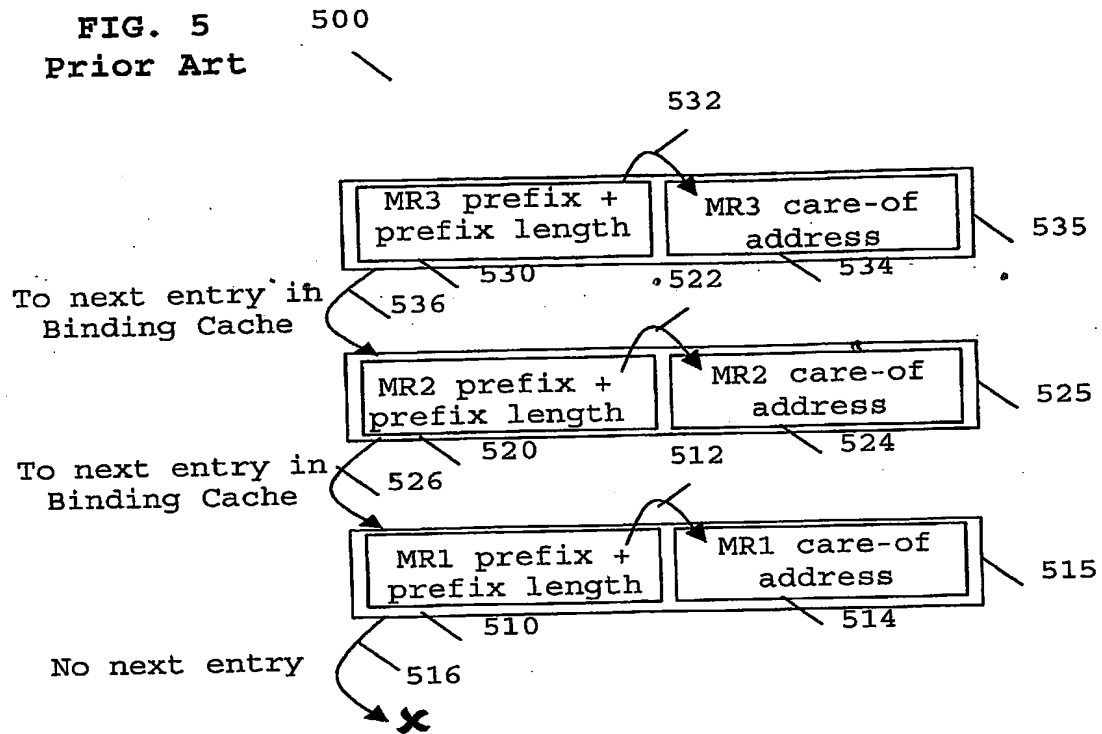 FIG. 5
Prior Art
500
532
MR3 prefix +
prefix length
MR3 care-of
address
535
530
522
534
To next entry in
Binding Cache
536
MR2 prefix +
prefix length
MR2 care-of
address
525
520
512
524
To next entry in
Binding Cache
526
MR1 prefix +
prefix length
MR1 care-of
address
515
510
514
No next entry
516
x